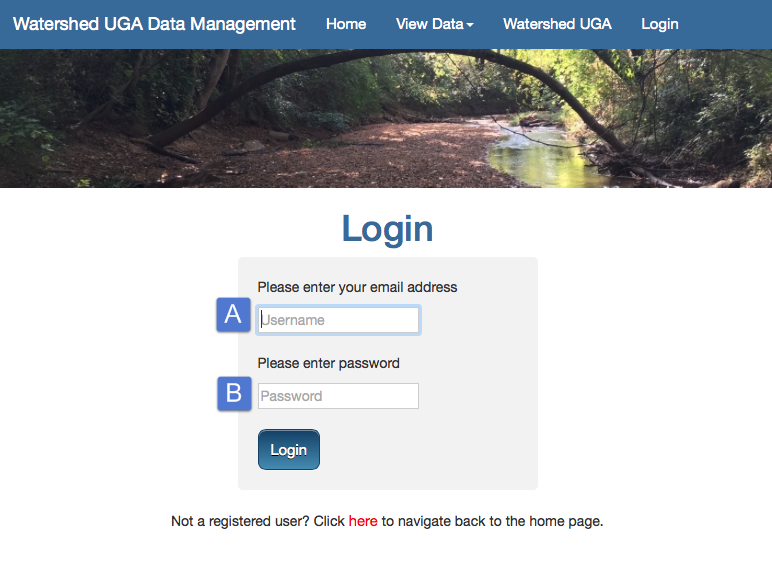 Watershed UGA Data Management Home View Data Watershed UGA Login
Login
Please enter your email address
A Username
Please enter password
B Password
Login
Not a registered user? Click here to navigate back to the home page.